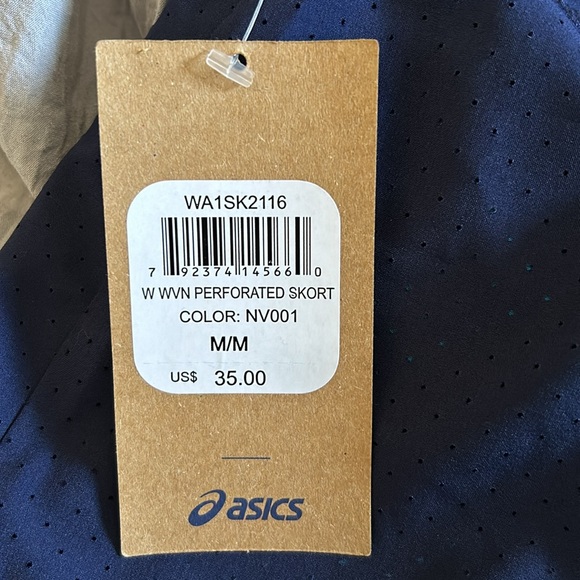 WA1SK2116
7 92374 14566 0
W WVN PERFORATED SKORT
COLOR: NV001
M/M
US$ 35.00
asics